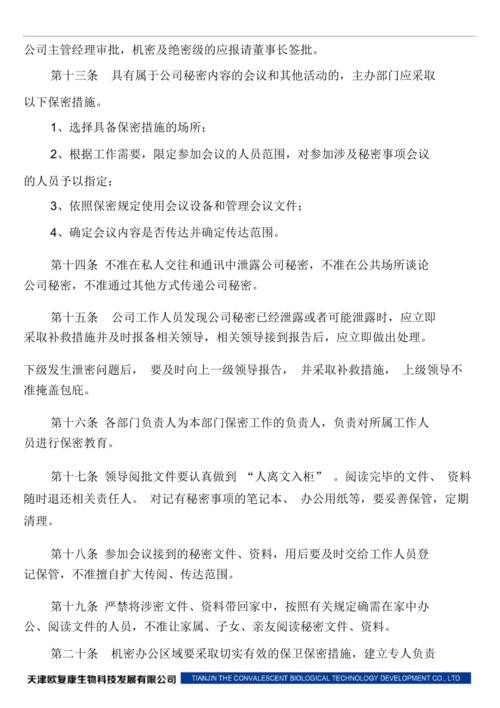 公司主管经理审批，机密及绝密级的应报请董事长签批。
第十三条 具有属于公司秘密内容的会议和其他活动的，主办部门应采取
以下保密措施。
1、选择具备保密措施的场所；
2、根据工作需要，限定参加会议的人员范围，对参加涉及秘密事项会议
的人员予以指定；
3、依照保密规定使用会议设备和管理会议文件；
4、确定会议内容是否传达并确定传达范围。
第十四条 不准在私人交往和通讯中泄露公司秘密，不准在公共场所谈论
公司秘密，不准通过其他方式传递公司秘密。
第十五条 公司工作人员发现公司秘密已经泄露或者可能泄露时，应立即
采取补救措施并及时报备相关领导，相关领导接到报告后，应立即做出处理。
下级发生泄密问题后， 要及时向上一级领导报告， 并采取补救措施， 上级领导不
准掩盖包庇。
第十六条 各部门负责人为本部门保密工作的负责人，负责对所属工作人
员进行保密教育。
第十七条 领导阅批文件要认真做到 “人离文入柜” 。阅读完毕的文件、 资料
随时退还相关责任人。 对记有秘密事项的笔记本、 办公用纸等，要妥善保管，定期
清理。
第十八条 参加会议接到的秘密文件、资料，用后要及时交给工作人员登
记保管，不准擅自扩大传阅、传达范围。
第十九条 严禁将涉密文件、资料带回家中，按照有关规定确需在家中办
公、阅读文件的人员，不准让家属、子女、亲友阅读秘密文件、资料。
第二十条 机密办公区域要采取切实有效的保卫保密措施，建立专人负责
天津欧复康生物科技发展有限公司 TIANJIN THE CONVALESCENT BIOLOGICAL TECHNOLOGY DEVELOPMENT CO., LTD